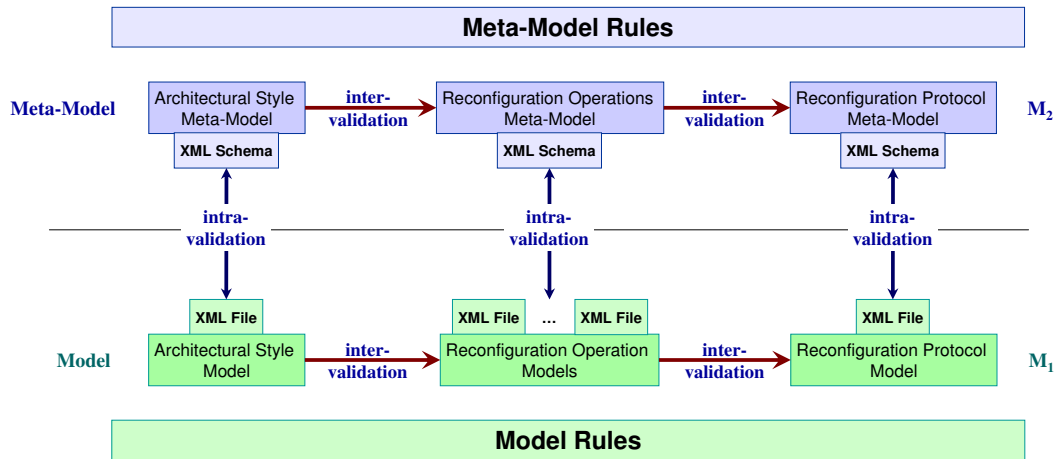 Meta-Model Rules
Meta-Model
Architectural Style
Meta-Model
inter-
validation
Reconfiguration Operations
Meta-Model
inter-
validation
Reconfiguration Protocol
Meta-Model
M2
XML Schema
XML Schema
XML Schema
intra-
validation
intra-
validation
intra-
validation
XML File
XML File
...
XML File
XML File
Model
Architectural Style
Model
inter-
validation
Reconfiguration Operation
Models
inter-
validation
Reconfiguration Protocol
Model
M1
Model Rules